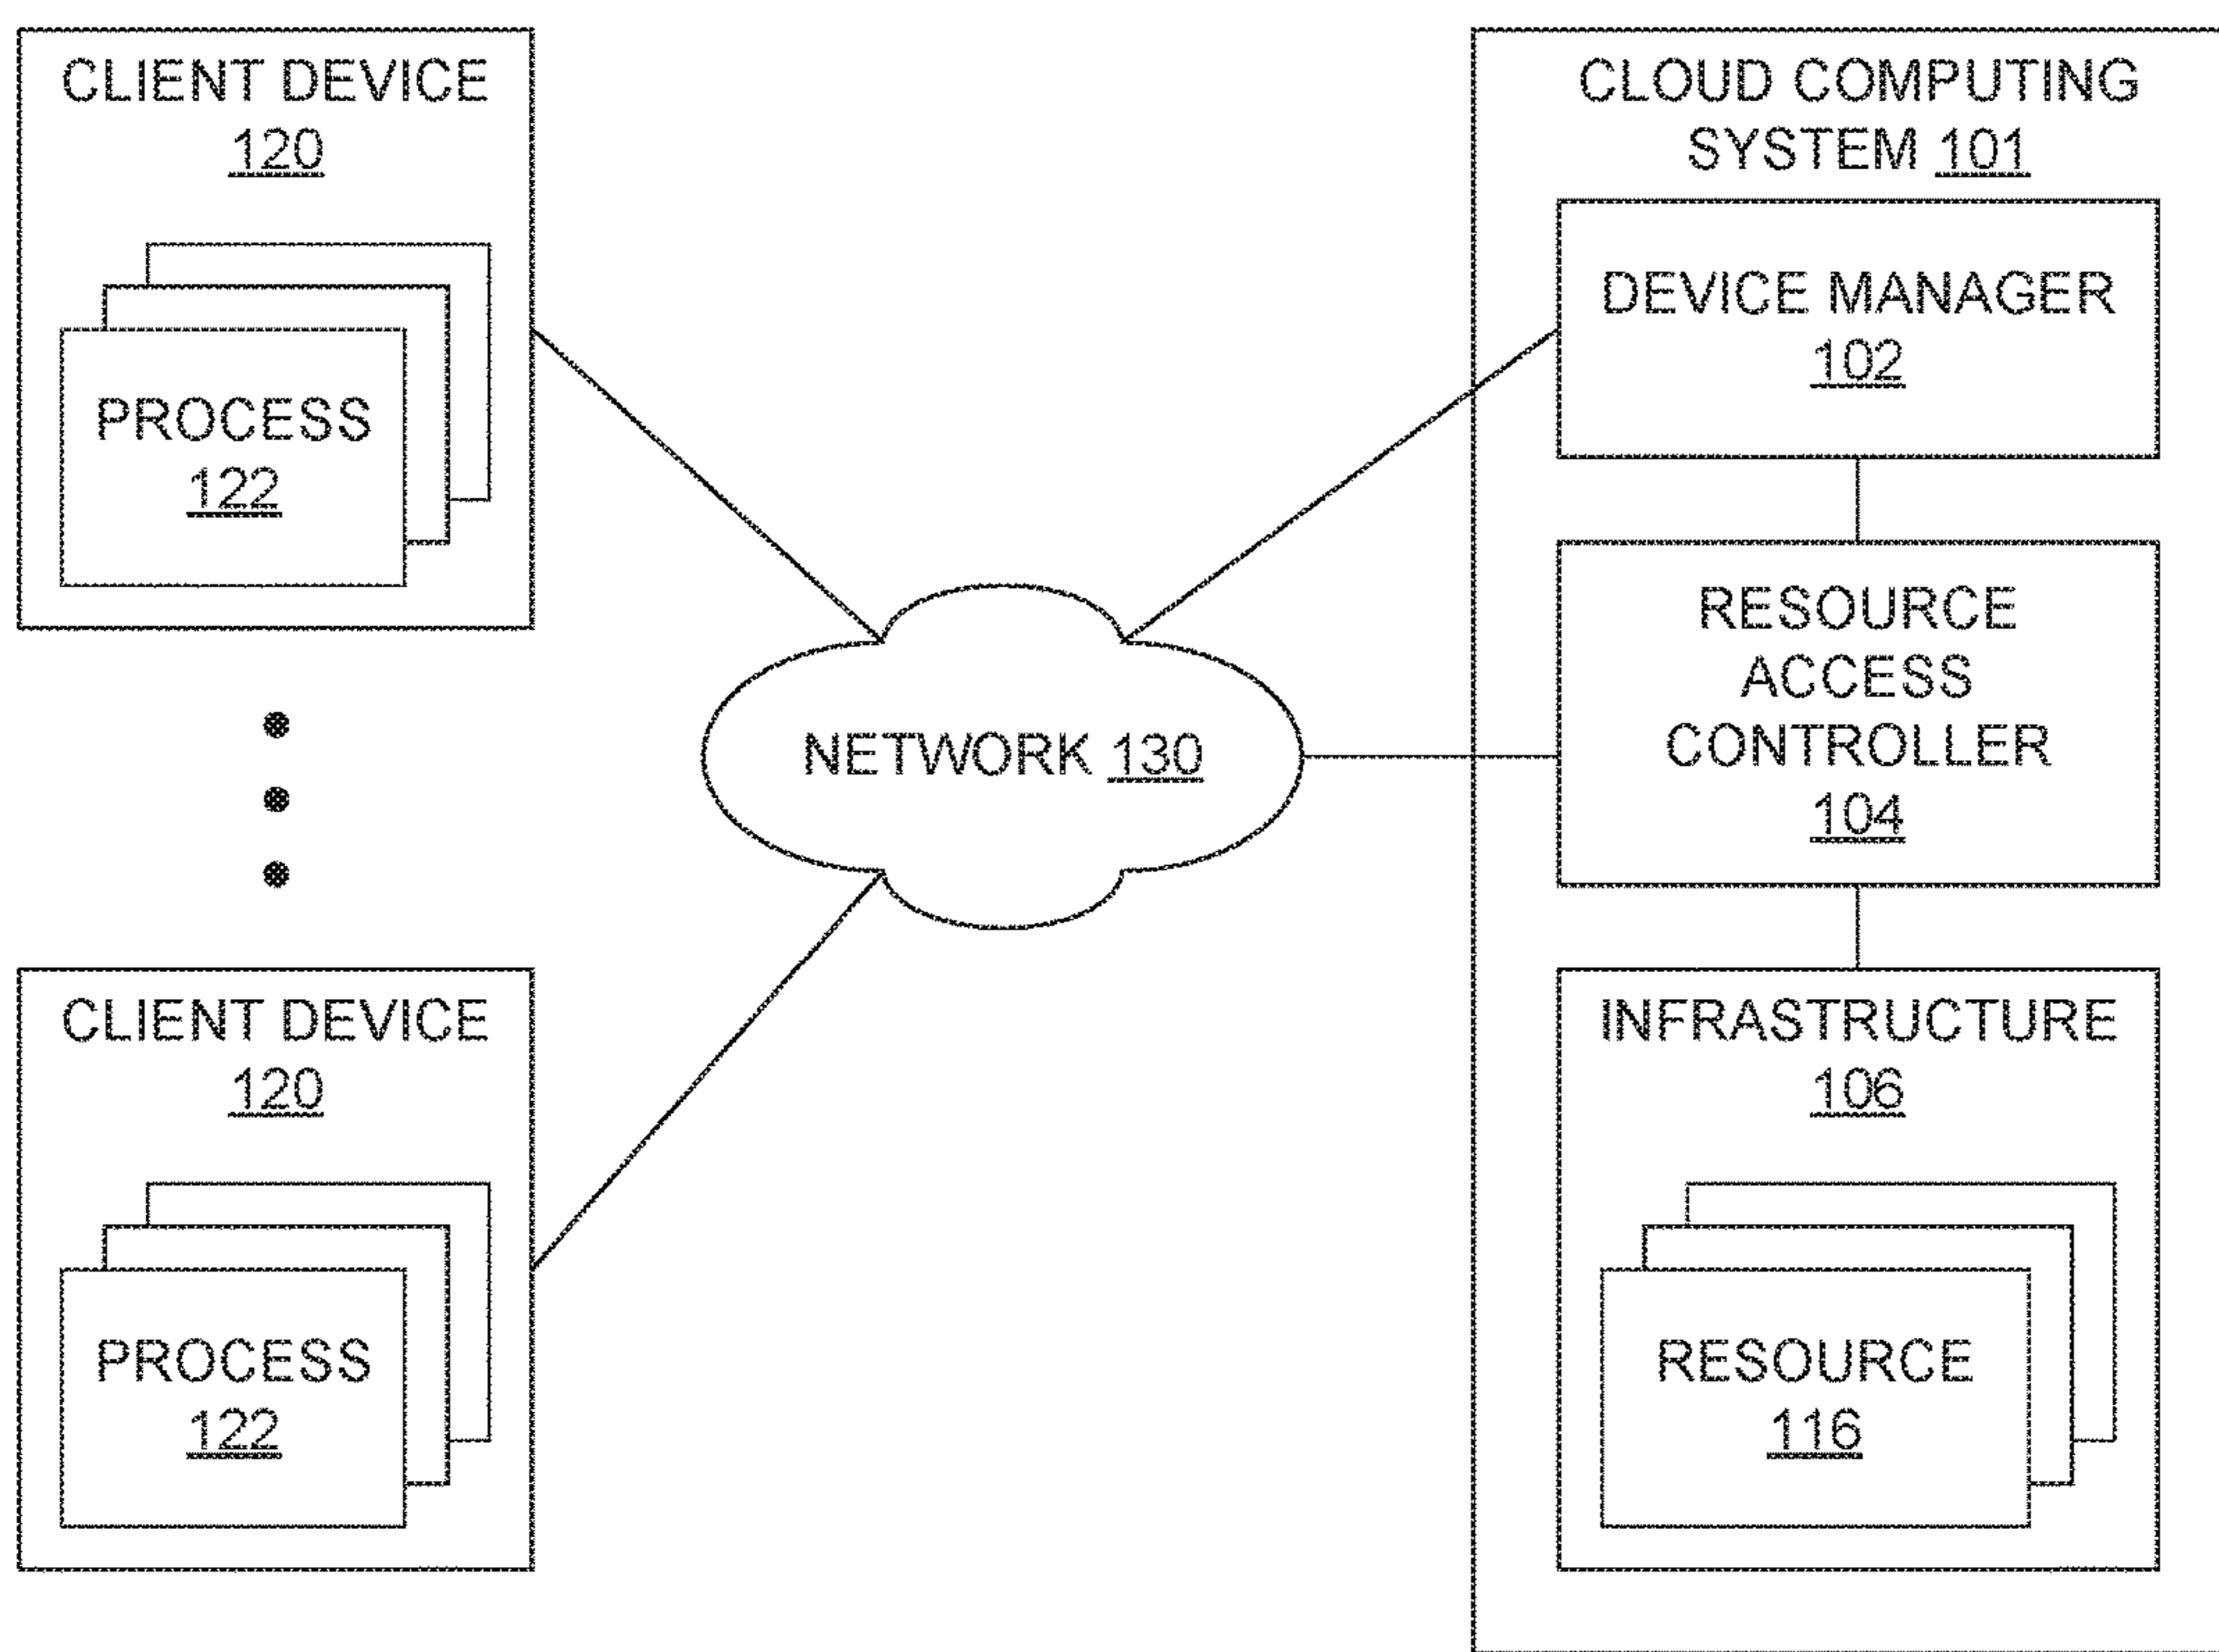 CLIENT DEVICE
120
PROCESS
122
CLIENT DEVICE
120
PROCESS
122
NETWORK 130
CLOUD COMPUTING
SYSTEM 101
DEVICE MANAGER
102
RESOURCE
ACCESS
CONTROLLER
104
INFRASTRUCTURE
106
RESOURCE
116